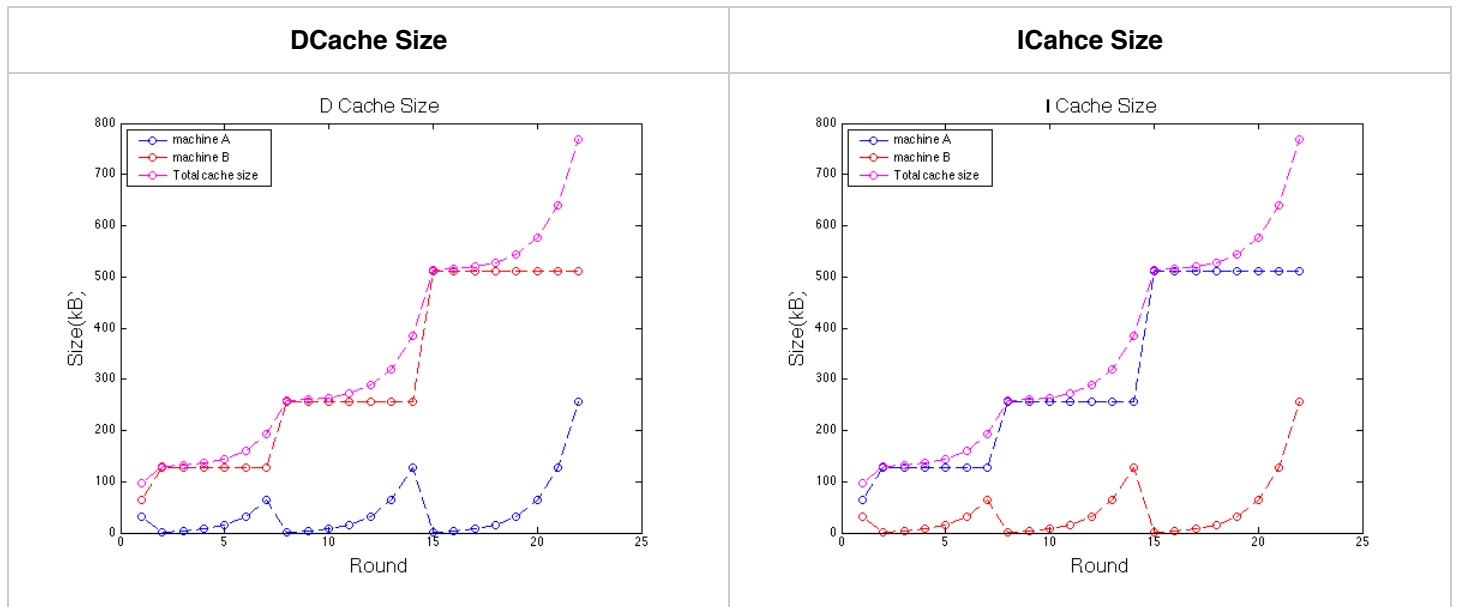 DCache Size
ICahce Size
D Cache Size
machine A
machine B
Total cache size
800
700
600
500
400
300
200
100
0
Size(kB)
0
5
10
15
20
25
Round
I Cache Size
machine A
machine B
Total cache size
800
700
600
500
400
300
200
100
0
Size(kB)
0
5
10
15
20
25
Round